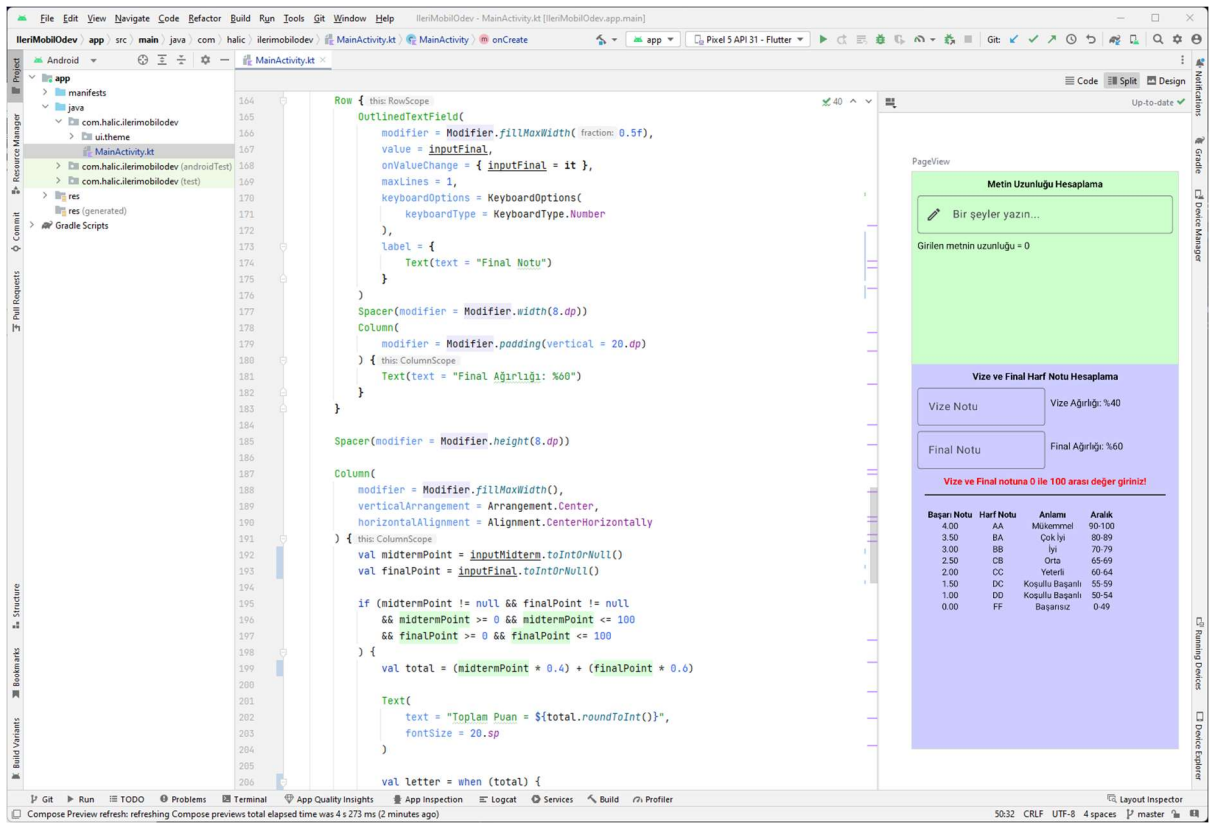 File Edit View Navigate Code Refactor Build Run Tools Git Window Help IleriMobilOdev - MainActivity.kt [IleriMobilOdev.app.main]
IleriMobilOdev app src main java com halic ilerimobilodev MainActivity.kt MainActivity onCreate app Pixel 5 API 31 - Flutter Git:
Project
Resource Manager
Commit
Pull Requests
Structure
Bookmarks
Build Variants
Android
app
manifests
java
com.halic.ilerimobilodev
ui.theme
MainActivity.kt
com.halic.ilerimobilodev (androidTest)
com.halic.ilerimobilodev (test)
res
res (generated)
Gradle Scripts
MainActivity.kt
Code Split Design
40
164 Row { this: RowScope
165 OutlinedTextField(
166 modifier = Modifier.fillMaxWidth( fraction: 0.5f),
167 value = inputFinal,
168 onValueChange = { inputFinal = it },
169 maxLines = 1,
170 keyboardOptions = KeyboardOptions(
171 keyboardType = KeyboardType.Number
172 ),
173 label = {
174 Text(text = "Final Notu")
175 }
176 )
177 Spacer(modifier = Modifier.width(8.dp))
178 Column(
179 modifier = Modifier.padding(vertical = 20.dp)
180 ) { this: ColumnScope
181 Text(text = "Final Ağırlığı: %60")
182 }
183 }
184
185 Spacer(modifier = Modifier.height(8.dp))
186
187 Column(
188 modifier = Modifier.fillMaxWidth(),
189 verticalArrangement = Arrangement.Center,
190 horizontalAlignment = Alignment.CenterHorizontally
191 ) { this: ColumnScope
192 val midtermPoint = inputMidterm.toIntOrNull()
193 val finalPoint = inputFinal.toIntOrNull()
194
195 if (midtermPoint != null && finalPoint != null
196 && midtermPoint >= 0 && midtermPoint <= 100
197 && finalPoint >= 0 && finalPoint <= 100
198 ) {
199 val total = (midtermPoint * 0.4) + (finalPoint * 0.6)
200
201 Text(
202 text = "Toplam Puan = ${total.roundToInt()}",
203 fontSize = 20.sp
204 )
205
206 val letter = when (total) {
Up-to-date
PageView
Metin Uzunluğu Hesaplama
Bir şeyler yazın...
Girilen metnin uzunluğu = 0
Vize ve Final Harf Notu Hesaplama
Vize Notu Vize Ağırlığı: %40
Final Notu Final Ağırlığı: %60
Vize ve Final notuna 0 ile 100 arası değer giriniz!
Başarı Notu Harf Notu Anlamı Aralık
4.00 AA Mükemmel 90-100
3.50 BA Çok İyi 80-89
3.00 BB İyi 70-79
2.50 CB Orta 65-69
2.00 CC Yeterli 60-64
1.50 DC Koşullu Başarılı 55-59
1.00 DD Koşullu Başarılı 50-54
0.00 FF Başarısız 0-49
Notifications
Gradle
Device Manager
Running Devices
Device Explorer
Git Run TODO Problems Terminal App Quality Insights App Inspection Logcat Services Build Profiler Layout Inspector
Compose Preview refresh: refreshing Compose previews total elapsed time was 4 s 273 ms (2 minutes ago) 50:32 CRLF UTF-8 4 spaces master